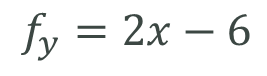 f_y = 2x − 6